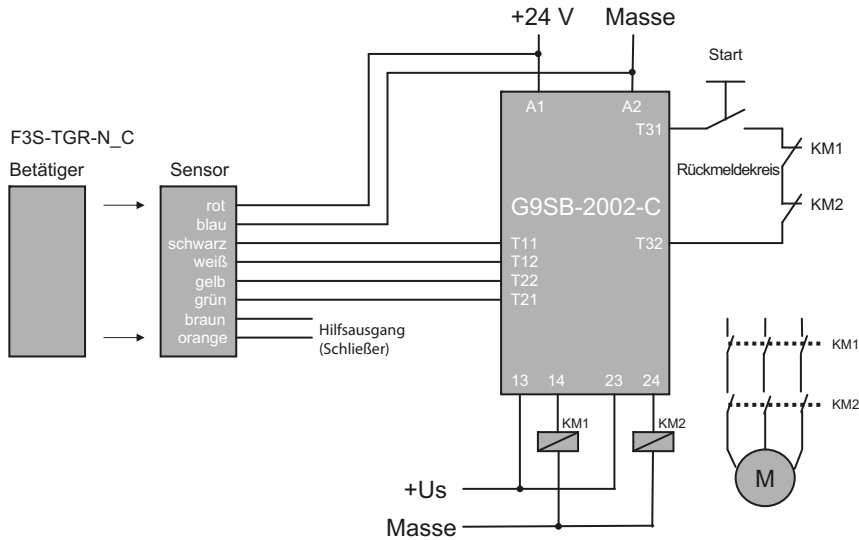 +24 V
Masse
Start
A1
A2
T31
F3S-TGR-N_C
Betätiger
Sensor
KM1
Rückmeldekreis
rot
blau
schwarz
weiß
gelb
grün
braun
orange
G9SB-2002-C
KM2
T11
T12
T22
T21
T32
Hilfsausgang
(Schließer)
13
14
23
24
KM1
KM2
KM1
KM2
M
+Us
Masse